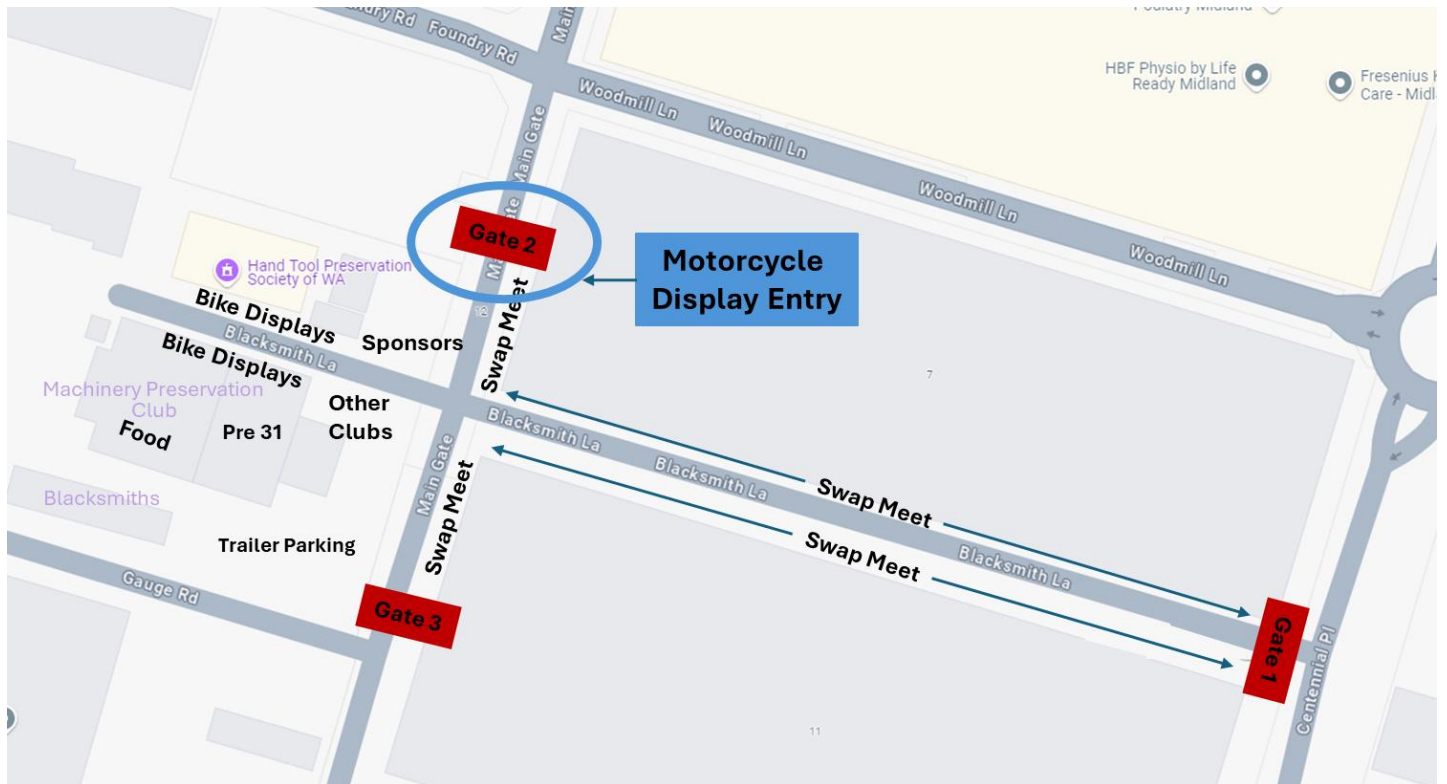 Foundry Rd
Foundry Rd
Main
Podiatry Midland
HBF Physio by Life
Ready Midland
Fresenius K
Care - Midl
Woodmill Ln
Woodmill Ln
Woodmill Ln
Woodmill Ln
Main Gate
Gate 2
Motorcycle
Display Entry
Hand Tool Preservation
Society of WA
Bike Displays
Blacksmith La
Bike Displays
Sponsors
12
Swap Meet
7
Machinery Preservation
Club
Food
Pre 31
Other
Clubs
Blacksmith La
Blacksmith La
Blacksmith La
Swap Meet
Swap Meet
Main Gate
Swap Meet
Blacksmiths
Trailer Parking
Gauge Rd
Gate 3
Gate 1
Centennial Pl
11